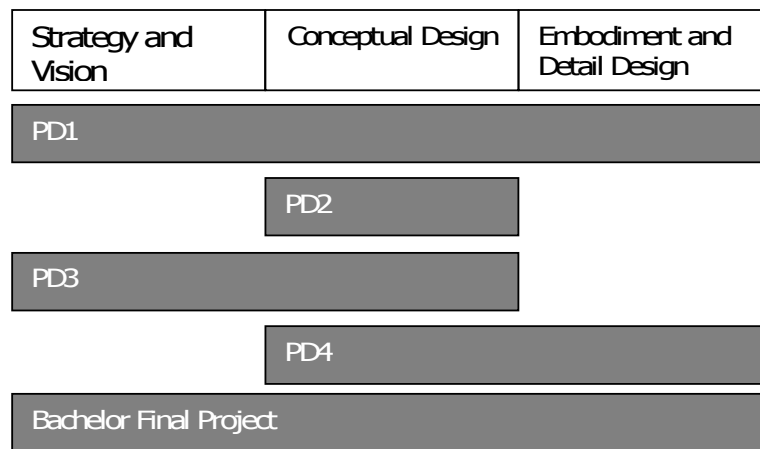 Strategy and
Vision
Conceptual Design
Embodiment and
Detail Design
PD1
PD2
PD3
PD4
Bachelor Final Project